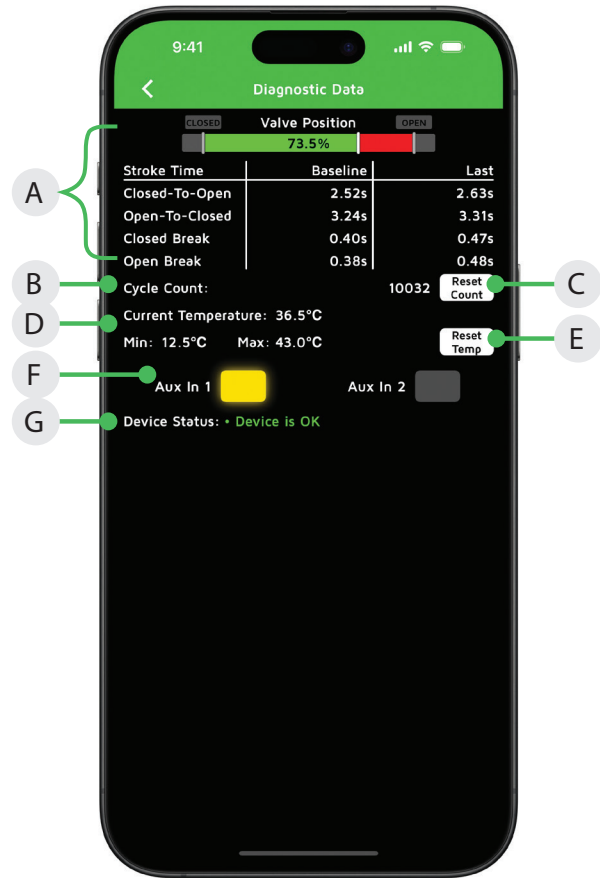 9:41
Diagnostic Data
CLOSED Valve Position OPEN
73.5%
Stroke Time Baseline Last
Closed-To-Open 2.52s 2.63s
A
Open-To-Closed 3.24s 3.31s
Closed Break 0.40s 0.47s
Open Break 0.38s 0.48s
B Cycle Count: 10032 Reset Count C
D Current Temperature: 36.5°C
Min: 12.5°C Max: 43.0°C Reset Temp E
F Aux In 1 Aux In 2
G Device Status: • Device is OK